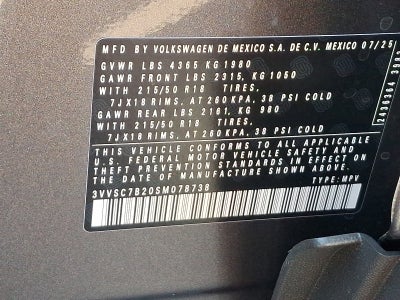 MFD BY VOLKSWAGEN DE MEXICO S.A. DE C.V. MEXICO 07/25
GVWR LBS 4365 KG 1980
GAWR FRONT LBS 2315, KG 1050
WITH 215/50 R18 TIRES,
7JX18 RIMS, AT 260KPA, 38 PSI COLD
GAWR REAR LBS 2161, KG 980
WITH 215/50 R18 TIRES,
7JX18 RIMS, AT 260KPA, 38 PSI COLD
THIS VEHICLE CONFORMS TO ALL APPLICABLE
U.S. FEDERAL MOTOR VEHICLE SAFETY AND
THEFT PREVENTION STANDARDS IN EFFECT ON
THE DATE OF MANUFACTURE SHOWN ABOVE.
3VVSC7B20SM078738 TYPE: MPV